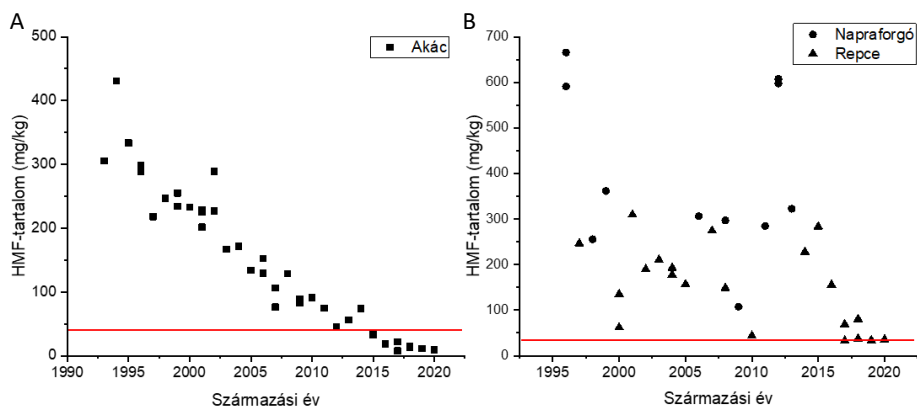 A
Akác
500
400
300
200
100
0
HMF-tartalom (mg/kg)
1990 1995 2000 2005 2010 2015 2020
Származási év
B
Napraforgó
Repce
700
600
500
400
300
200
100
0
HMF-tartalom (mg/kg)
1995 2000 2005 2010 2015 2020
Származási év